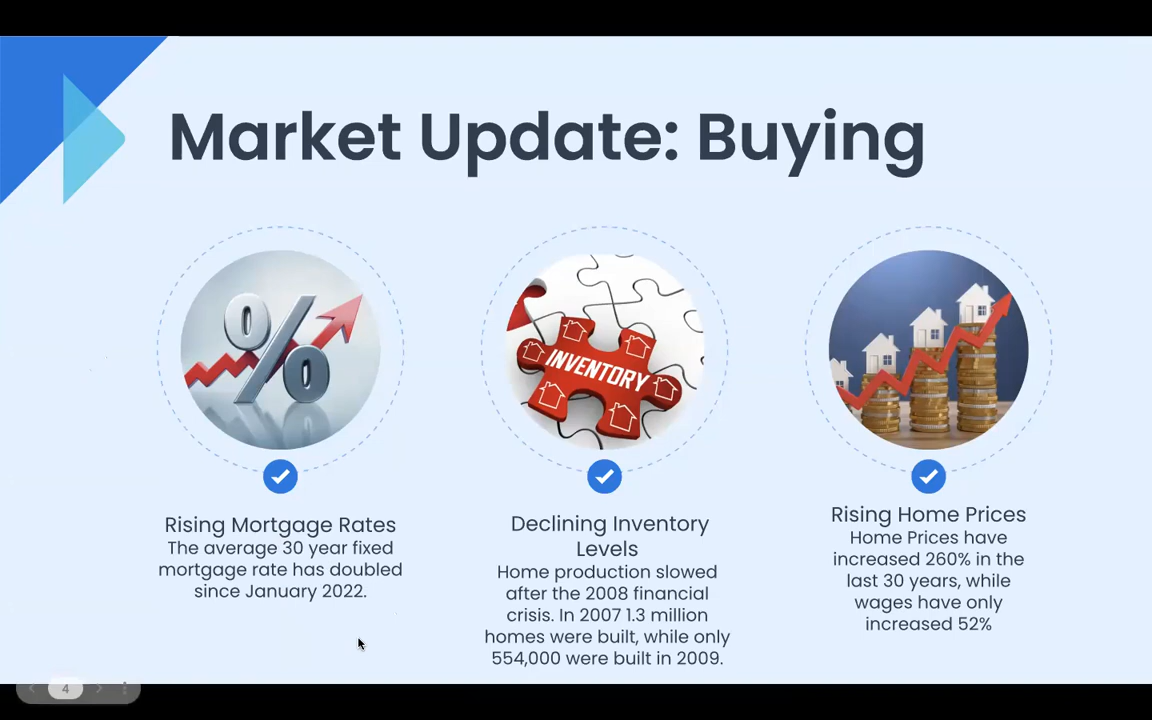 Market Update: Buying
%
INVENTORY
Rising Mortgage Rates
The average 30 year fixed
mortgage rate has doubled
since January 2022.
Declining Inventory
Levels
Home production slowed
after the 2008 financial
crisis. In 2007 1.3 million
homes were built, while only
554,000 were built in 2009.
Rising Home Prices
Home Prices have
increased 260% in the
last 30 years, while
wages have only
increased 52%
4